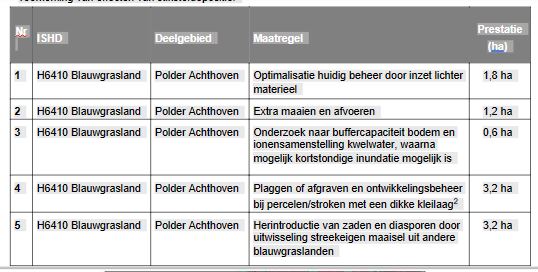 Nr ISHD Deelgebied Maatregel Prestatie (ha)
1 H6410 Blauwgrasland Polder Achthoven Optimalisatie huidig beheer door inzet lichter 1,8 ha
materieel
2 H6410 Blauwgrasland Polder Achthoven Extra maaien en afvoeren 1,2 ha
3 H6410 Blauwgrasland Polder Achthoven Onderzoek naar buffercapaciteit bodem en 0,6 ha
ionensamenstelling kwelwater, waarna
mogelijk kortstondige inundatie mogelijk is
4 H6410 Blauwgrasland Polder Achthoven Plaggen of afgraven en ontwikkelingsbeheer 3,2 ha
bij percelen/stroken met een dikke kleilaag2
5 H6410 Blauwgrasland Polder Achthoven Herintroductie van zaden en diasporen door 3,2 ha
uitwisseling streekeigen maaisel uit andere
blauwgraslanden